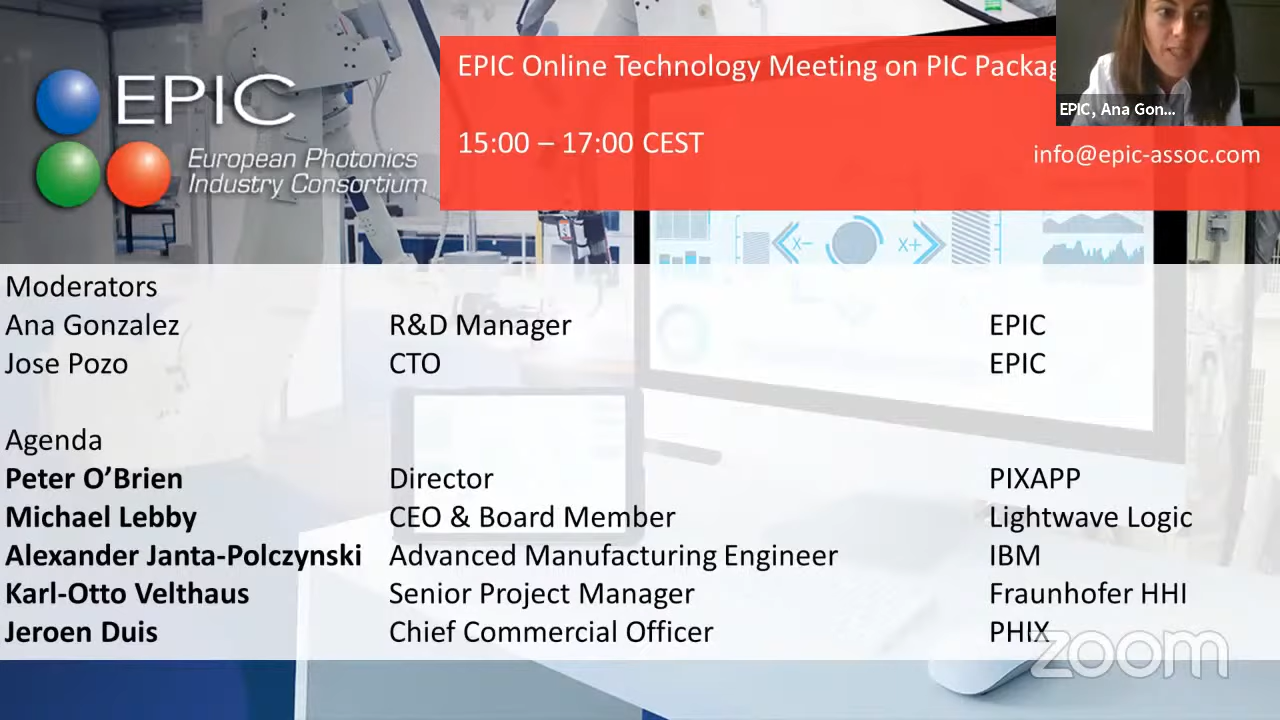 EPIC
European Photonics
Industry Consortium
EPIC Online Technology Meeting on PIC Packag
15:00 – 17:00 CEST
EPIC, Ana Gon...
info@epic-assoc.com
X-
X+
Moderators
Ana Gonzalez R&D Manager EPIC
Jose Pozo CTO EPIC
Agenda
Peter O’Brien Director PIXAPP
Michael Lebby CEO & Board Member Lightwave Logic
Alexander Janta-Polczynski Advanced Manufacturing Engineer IBM
Karl-Otto Velthaus Senior Project Manager Fraunhofer HHI
Jeroen Duis Chief Commercial Officer PHIX
zoom